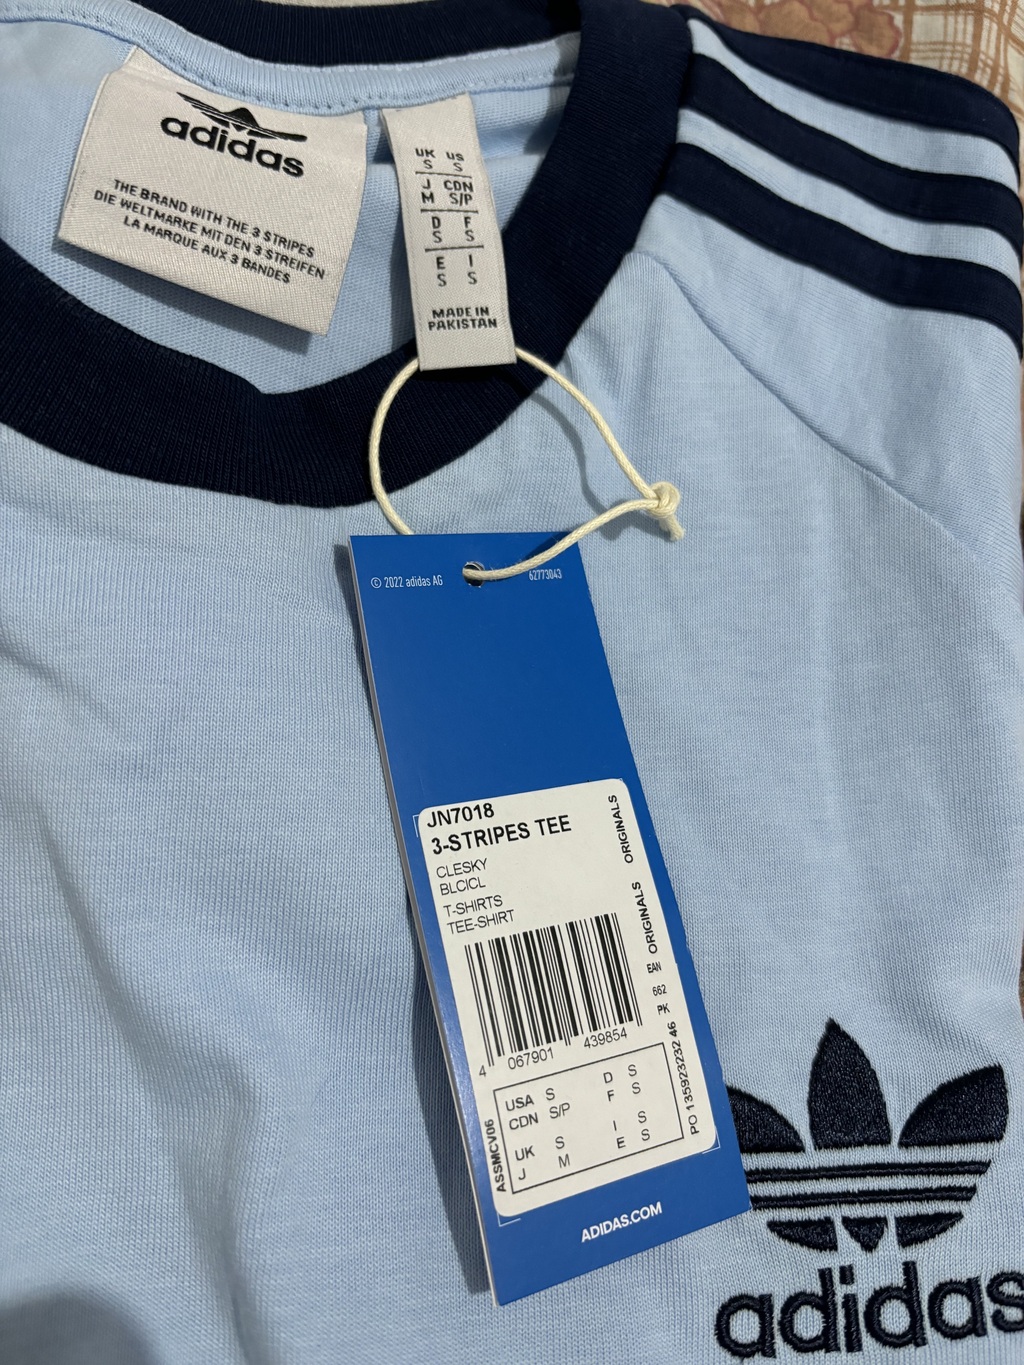 adidas
THE BRAND WITH THE 3 STRIPES
DIE WELTMARKE MIT DEN 3 STREIFEN
LA MARQUE AUX 3 BANDES
UK US
S S
J CDN
M S/P
D F
S S
E I
S S
MADE IN
PAKISTAN
© 2022 adidas AG
62773043
JN7018
3-STRIPES TEE
CLESKY
BLCICL
T-SHIRTS
TEE-SHIRT
ORIGINALS
ORIGINALS
EAN
662
PK
4 067901 439854
PO 135923232 46
ASSMCV06
USA S D S
CDN S/P F S
UK S I S
J M E S
ADIDAS.COM
adidas